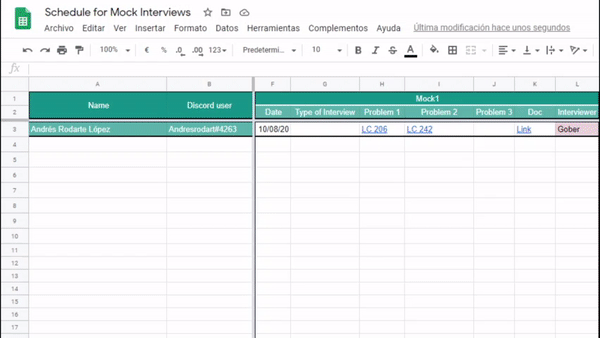 Schedule for Mock Interviews
Archivo Editar Ver Insertar Formato Datos Herramientas Complementos Ayuda Última modificación hace unos segundos
100% € % .0 .00 123 Predetermi... 10 B I S A
fx
A B F G H I J K L
1 Name Discord user Mock1
2 Date Type of Interview Problem 1 Problem 2 Problem 3 Doc Interviewer
3 Andrés Rodarte López Andresrodart#4263 10/08/20 LC 206 LC 242 Link Gober
4
5
6
7
8
9
10
11
12
13
14
15
16
17